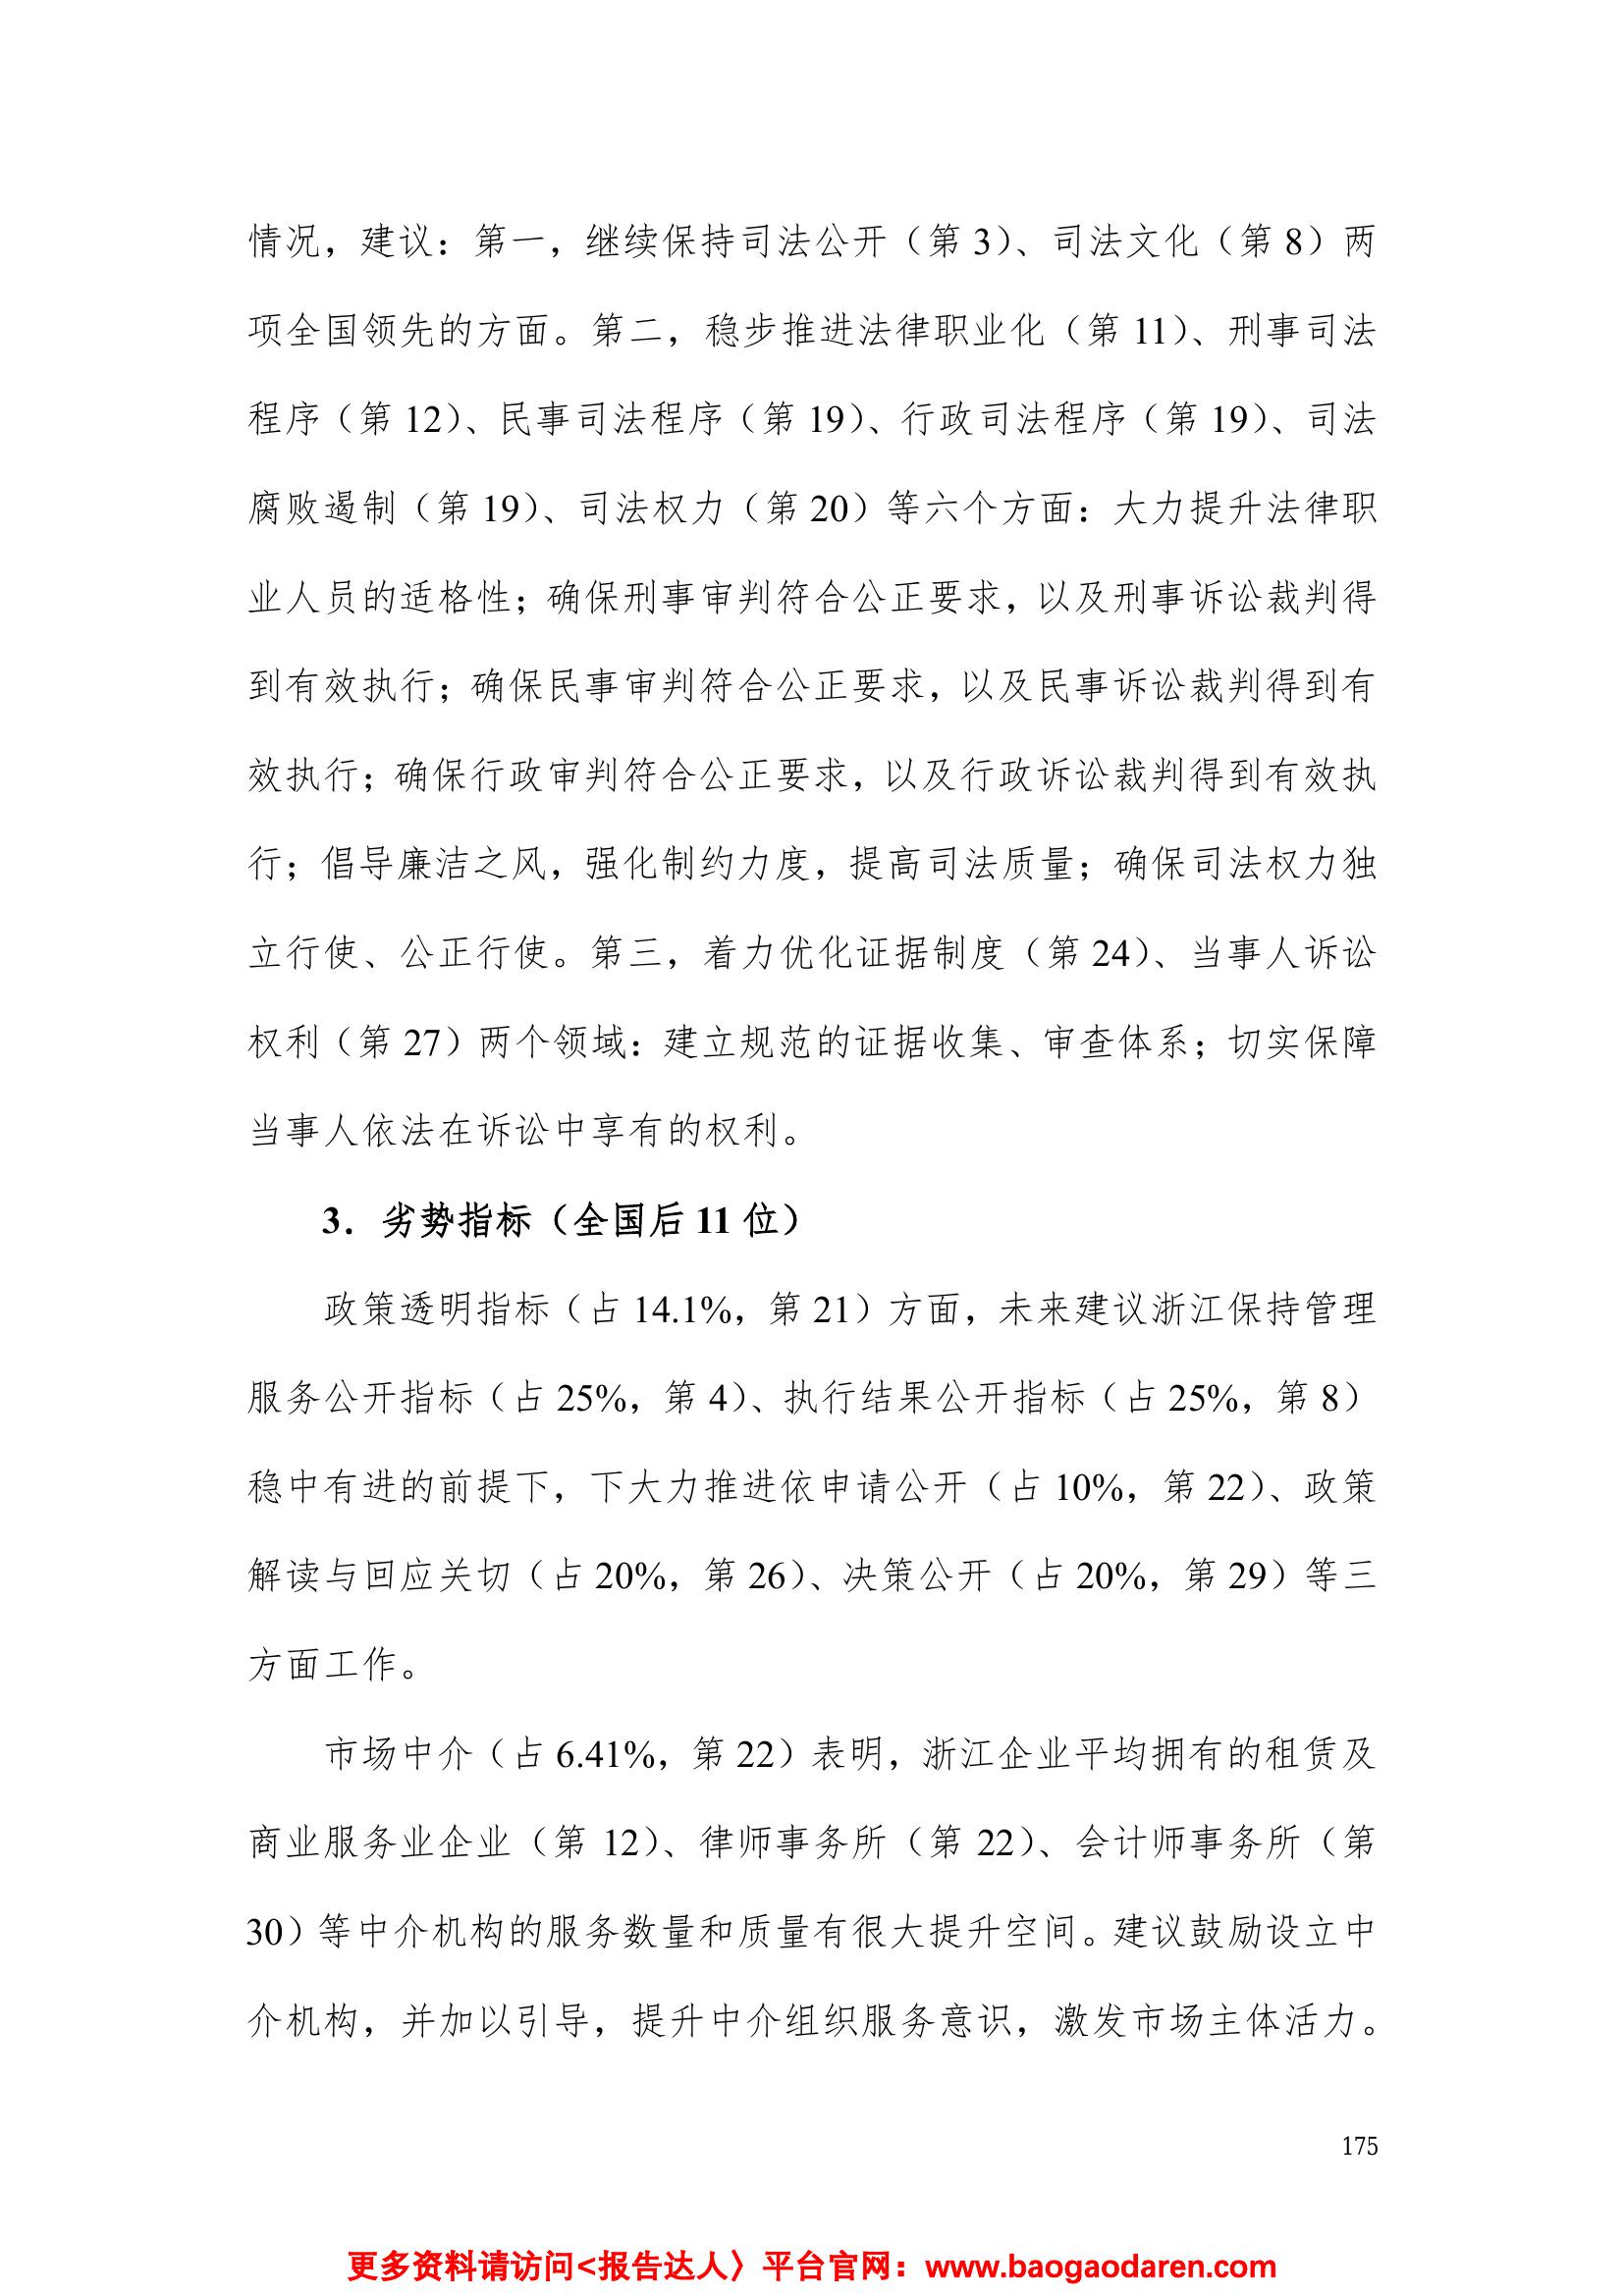 情况，建议：第一，继续保持司法公开（第 3）、司法文化（第 8）两
项全国领先的方面。第二，稳步推进法律职业化（第 11）、刑事司法
程序（第 12）、民事司法程序（第 19）、行政司法程序（第 19）、司法
腐败遏制（第 19）、司法权力（第 20）等六个方面：大力提升法律职
业人员的适格性；确保刑事审判符合公正要求，以及刑事诉讼裁判得
到有效执行；确保民事审判符合公正要求，以及民事诉讼裁判得到有
效执行；确保行政审判符合公正要求，以及行政诉讼裁判得到有效执
行；倡导廉洁之风，强化制约力度，提高司法质量；确保司法权力独
立行使、公正行使。第三，着力优化证据制度（第 24）、当事人诉讼
权利（第 27）两个领域：建立规范的证据收集、审查体系；切实保障
当事人依法在诉讼中享有的权利。
3．劣势指标（全国后 11 位）
政策透明指标（占 14.1%，第 21）方面，未来建议浙江保持管理
服务公开指标（占 25%，第 4）、执行结果公开指标（占 25%，第 8）
稳中有进的前提下，下大力推进依申请公开（占 10%，第 22）、政策
解读与回应关切（占 20%，第 26）、决策公开（占 20%，第 29）等三
方面工作。
市场中介（占 6.41%，第 22）表明，浙江企业平均拥有的租赁及
商业服务业企业（第 12）、律师事务所（第 22）、会计师事务所（第
30）等中介机构的服务数量和质量有很大提升空间。建议鼓励设立中
介机构，并加以引导，提升中介组织服务意识，激发市场主体活力。
175
更多资料请访问<报告达人〉平台官网：www.baogaodaren.com